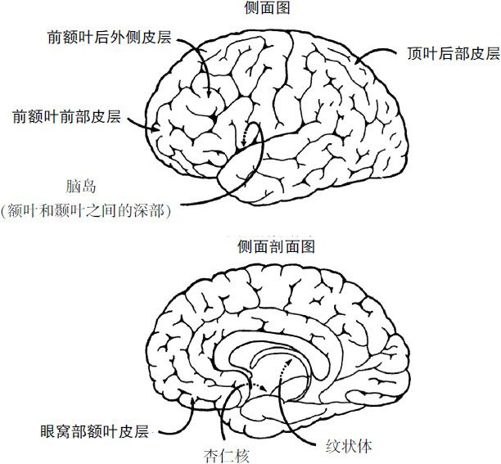 侧面图
前额叶后外侧皮层
顶叶后部皮层
前额叶前部皮层
脑岛
(额叶和颞叶之间的深部)
侧面剖面图
眼窝部额叶皮层
杏仁核
纹状体